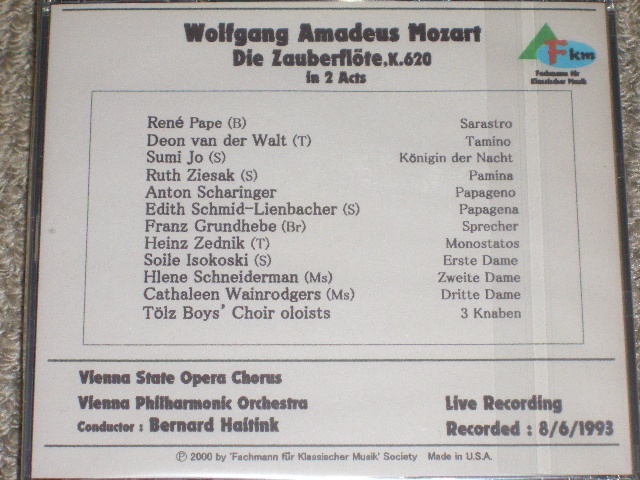 Wolfgang Amadeus Mozart
Die Zauberflöte,K.620
in 2 Acts
Fkm
Fachmann für
Klassischer Musik
René Pape (B) Sarastro
Deon van der Walt (T) Tamino
Sumi Jo (S) Königin der Nacht
Ruth Ziesak (S) Pamina
Anton Scharinger Papageno
Edith Schmid-Lienbacher (S) Papagena
Franz Grundhebe (Br) Sprecher
Heinz Zednik (T) Monostatos
Soile Isokoski (S) Erste Dame
Hlene Schneiderman (Ms) Zweite Dame
Cathaleen Wainrodgers (Ms) Dritte Dame
Tölz Boys' Choir oloists 3 Knaben
Vienna State Opera Chorus
Vienna Philharmonic Orchestra Live Recording
Conductor : Bernard Haitink Recorded : 8/6/1993
℗ 2000 by 'Fachmann für Klassischer Musik' Society Made in U.S.A.